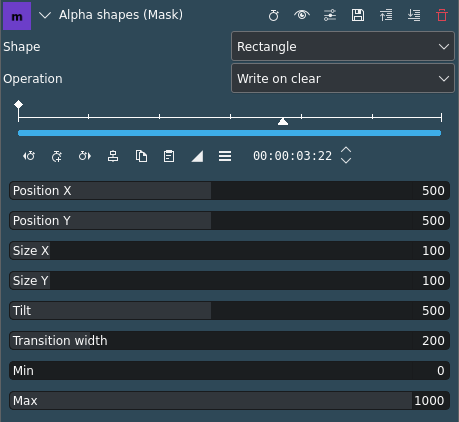 m Alpha shapes (Mask)
Shape Rectangle
Operation Write on clear
00:00:03:22
Position X 500
Position Y 500
Size X 100
Size Y 100
Tilt 500
Transition width 200
Min 0
Max 1000